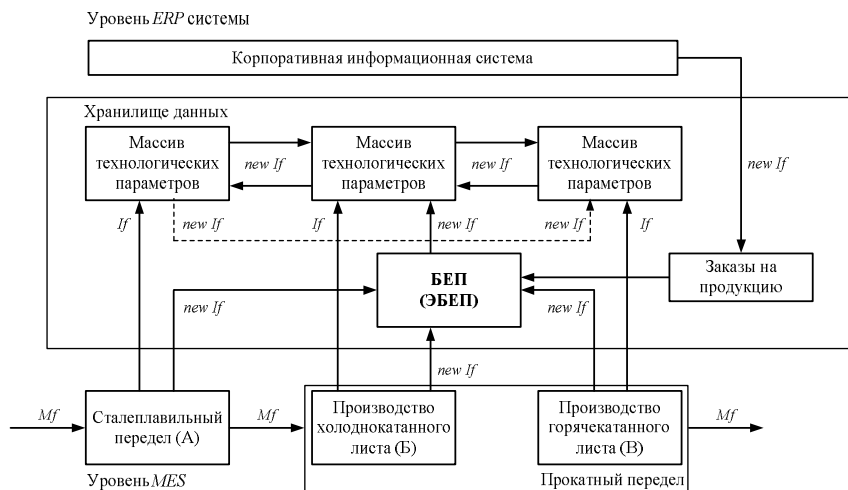 Уровень ERP системы
Корпоративная информационная система
Хранилище данных
Массив
технологических
параметров
new If
Массив
технологических
параметров
new If
Массив
технологических
параметров
new If
If
new If
If
new If
new If
If
БЕП
(ЭБЕП)
Заказы на
продукцию
new If
new If
new If
Mf
Сталеплавильный
передел (А)
Mf
Производство
холоднокатанного
листа (Б)
Производство
горячекатанного
листа (В)
Mf
Уровень MES
Прокатный передел